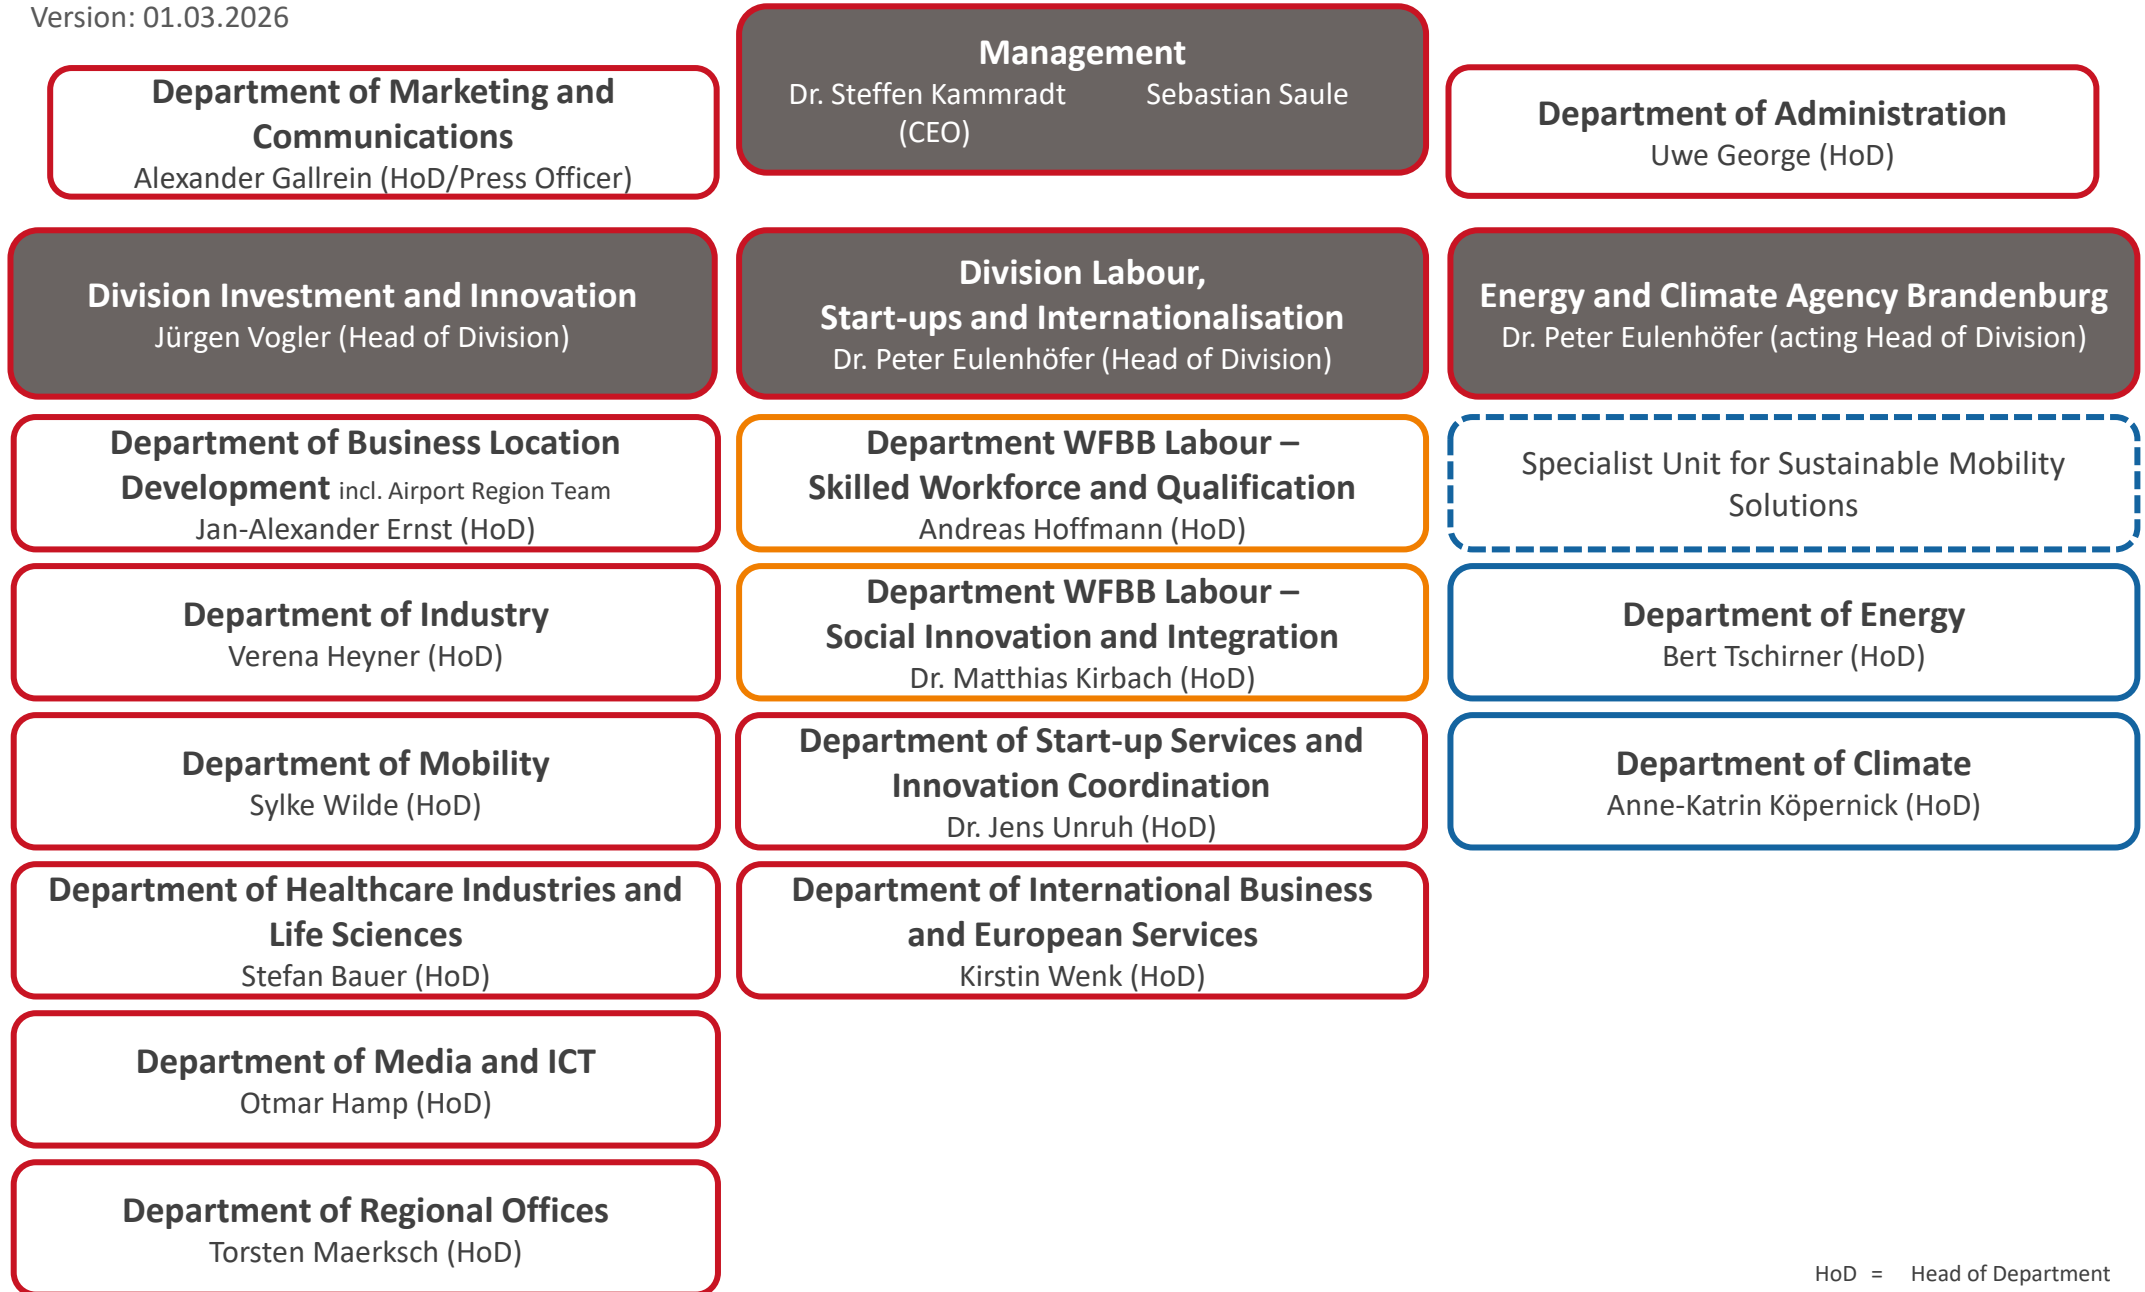 Version: 01.03.2026
Department of Marketing and
Communications
Alexander Gallrein (HoD/Press Officer)
Management
Dr. Steffen Kammradt Sebastian Saule
(CEO)
Department of Administration
Uwe George (HoD)
Division Investment and Innovation
Jürgen Vogler (Head of Division)
Division Labour,
Start-ups and Internationalisation
Dr. Peter Eulenhöfer (Head of Division)
Energy and Climate Agency Brandenburg
Dr. Peter Eulenhöfer (acting Head of Division)
Department of Business Location
Development incl. Airport Region Team
Jan-Alexander Ernst (HoD)
Department of Industry
Verena Heyner (HoD)
Department of Mobility
Sylke Wilde (HoD)
Department of Healthcare Industries and
Life Sciences
Stefan Bauer (HoD)
Department of Media and ICT
Otmar Hamp (HoD)
Department of Regional Offices
Torsten Maerksch (HoD)
Department WFBB Labour –
Skilled Workforce and Qualification
Andreas Hoffmann (HoD)
Department WFBB Labour –
Social Innovation and Integration
Dr. Matthias Kirbach (HoD)
Department of Start-up Services and
Innovation Coordination
Dr. Jens Unruh (HoD)
Department of International Business
and European Services
Kirstin Wenk (HoD)
Specialist Unit for Sustainable Mobility
Solutions
Department of Energy
Bert Tschirner (HoD)
Department of Climate
Anne-Katrin Köpernick (HoD)
HoD = Head of Department